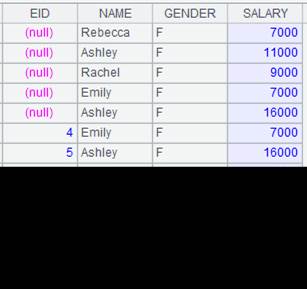 EID NAME GENDER SALARY
(null) Rebecca F 7000
(null) Ashley F 11000
(null) Rachel F 9000
(null) Emily F 7000
(null) Ashley F 16000
4 Emily F 7000
5 Ashley F 16000